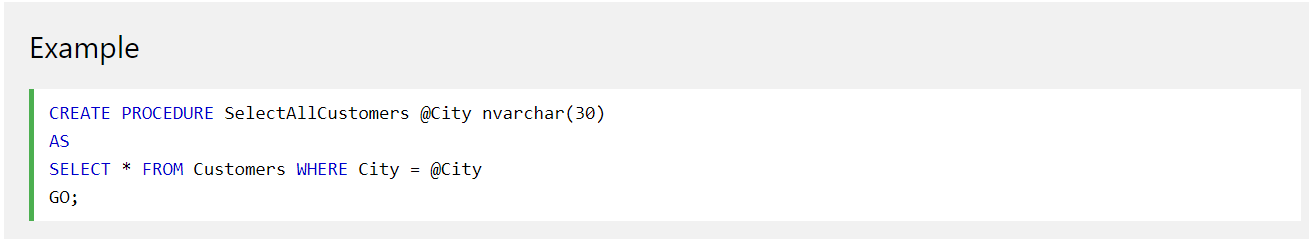 Example
CREATE PROCEDURE SelectAllCustomers @City nvarchar(30)
AS
SELECT * FROM Customers WHERE City = @City
GO;